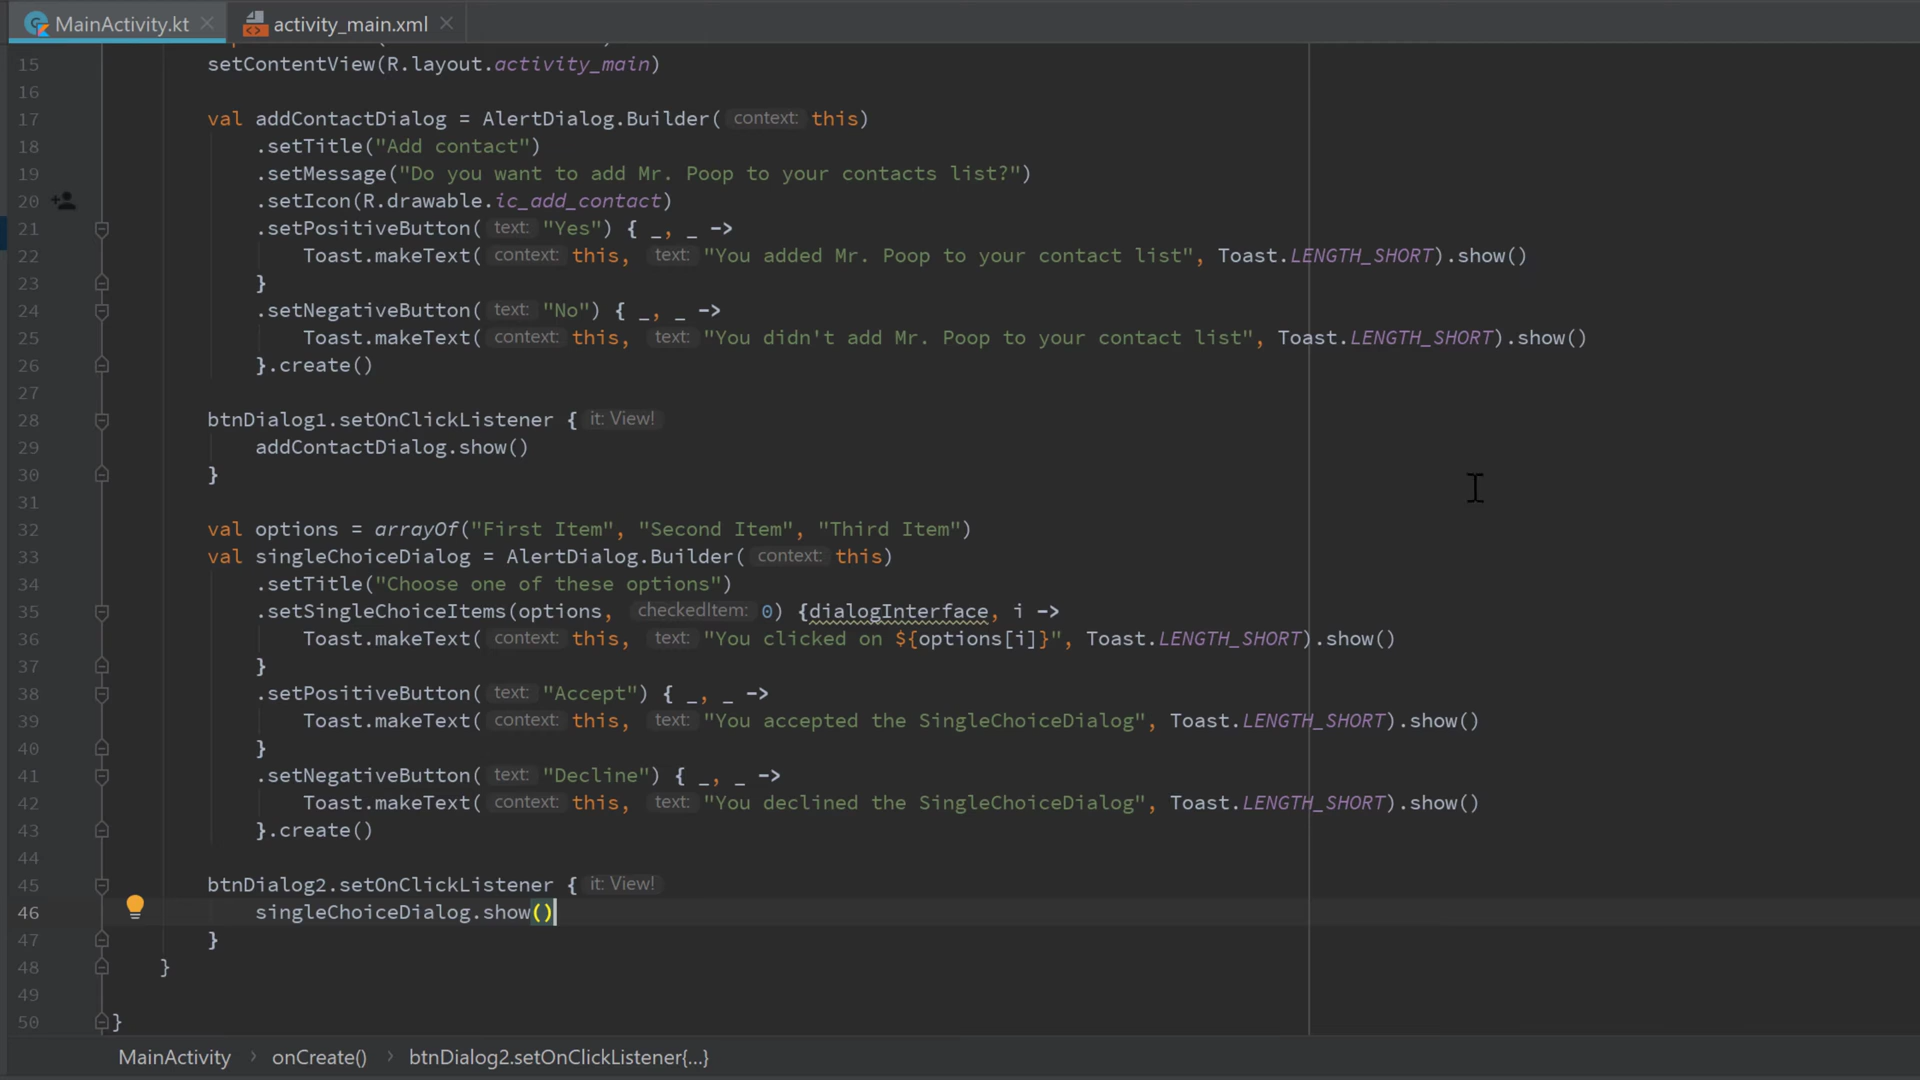 MainActivity.kt
activity_main.xml
15 setContentView(R.layout.activity_main)
16
17 val addContactDialog = AlertDialog.Builder( context: this)
18 .setTitle("Add contact")
19 .setMessage("Do you want to add Mr. Poop to your contacts list?")
20 .setIcon(R.drawable.ic_add_contact)
21 .setPositiveButton( text: "Yes") { _, _ ->
22 Toast.makeText( context: this, text: "You added Mr. Poop to your contact list", Toast.LENGTH_SHORT).show()
23 }
24 .setNegativeButton( text: "No") { _, _ ->
25 Toast.makeText( context: this, text: "You didn't add Mr. Poop to your contact list", Toast.LENGTH_SHORT).show()
26 }.create()
27
28 btnDialog1.setOnClickListener { it: View!
29 addContactDialog.show()
30 }
31
32 val options = arrayOf("First Item", "Second Item", "Third Item")
33 val singleChoiceDialog = AlertDialog.Builder( context: this)
34 .setTitle("Choose one of these options")
35 .setSingleChoiceItems(options, checkedItem: 0) {dialogInterface, i ->
36 Toast.makeText( context: this, text: "You clicked on ${options[i]}", Toast.LENGTH_SHORT).show()
37 }
38 .setPositiveButton( text: "Accept") { _, _ ->
39 Toast.makeText( context: this, text: "You accepted the SingleChoiceDialog", Toast.LENGTH_SHORT).show()
40 }
41 .setNegativeButton( text: "Decline") { _, _ ->
42 Toast.makeText( context: this, text: "You declined the SingleChoiceDialog", Toast.LENGTH_SHORT).show()
43 }.create()
44
45 btnDialog2.setOnClickListener { it: View!
46 singleChoiceDialog.show()
47 }
48 }
49
50 }
MainActivity › onCreate() › btnDialog2.setOnClickListener{...}